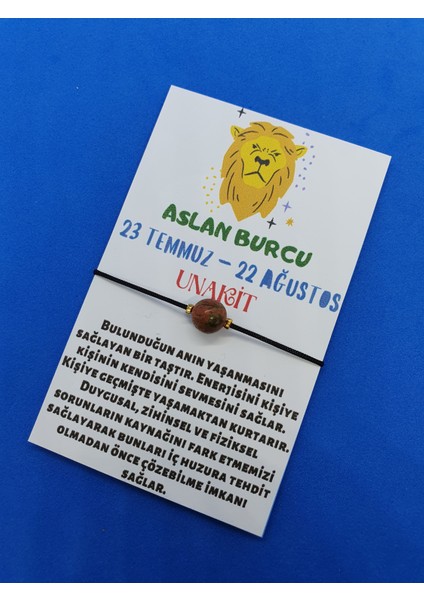 ASLAN BURCU
23 TEMMUZ – 22 AĞUSTOS
UNAKİT
BULUNDUĞUN ANIN YAŞANMASINI
SAĞLAYAN BİR TAŞTIR. ENERJİSİNİ KİŞİYE
KİŞİNİN KENDİSİNİ SEVMESİNİ SAĞLAR.
KİŞİYE GEÇMİŞTE YAŞAMAKTAN KURTARIR.
DUYGUSAL, ZİHİNSEL VE FİZİKSEL
SORUNLARIN KAYNAĞINI FARK ETMEMİZİ
SAĞLAYARAK BUNLARI İÇ HUZURA TEHDİT
OLMADAN ÖNCE ÇÖZEBİLME İMKANI
SAĞLAR.